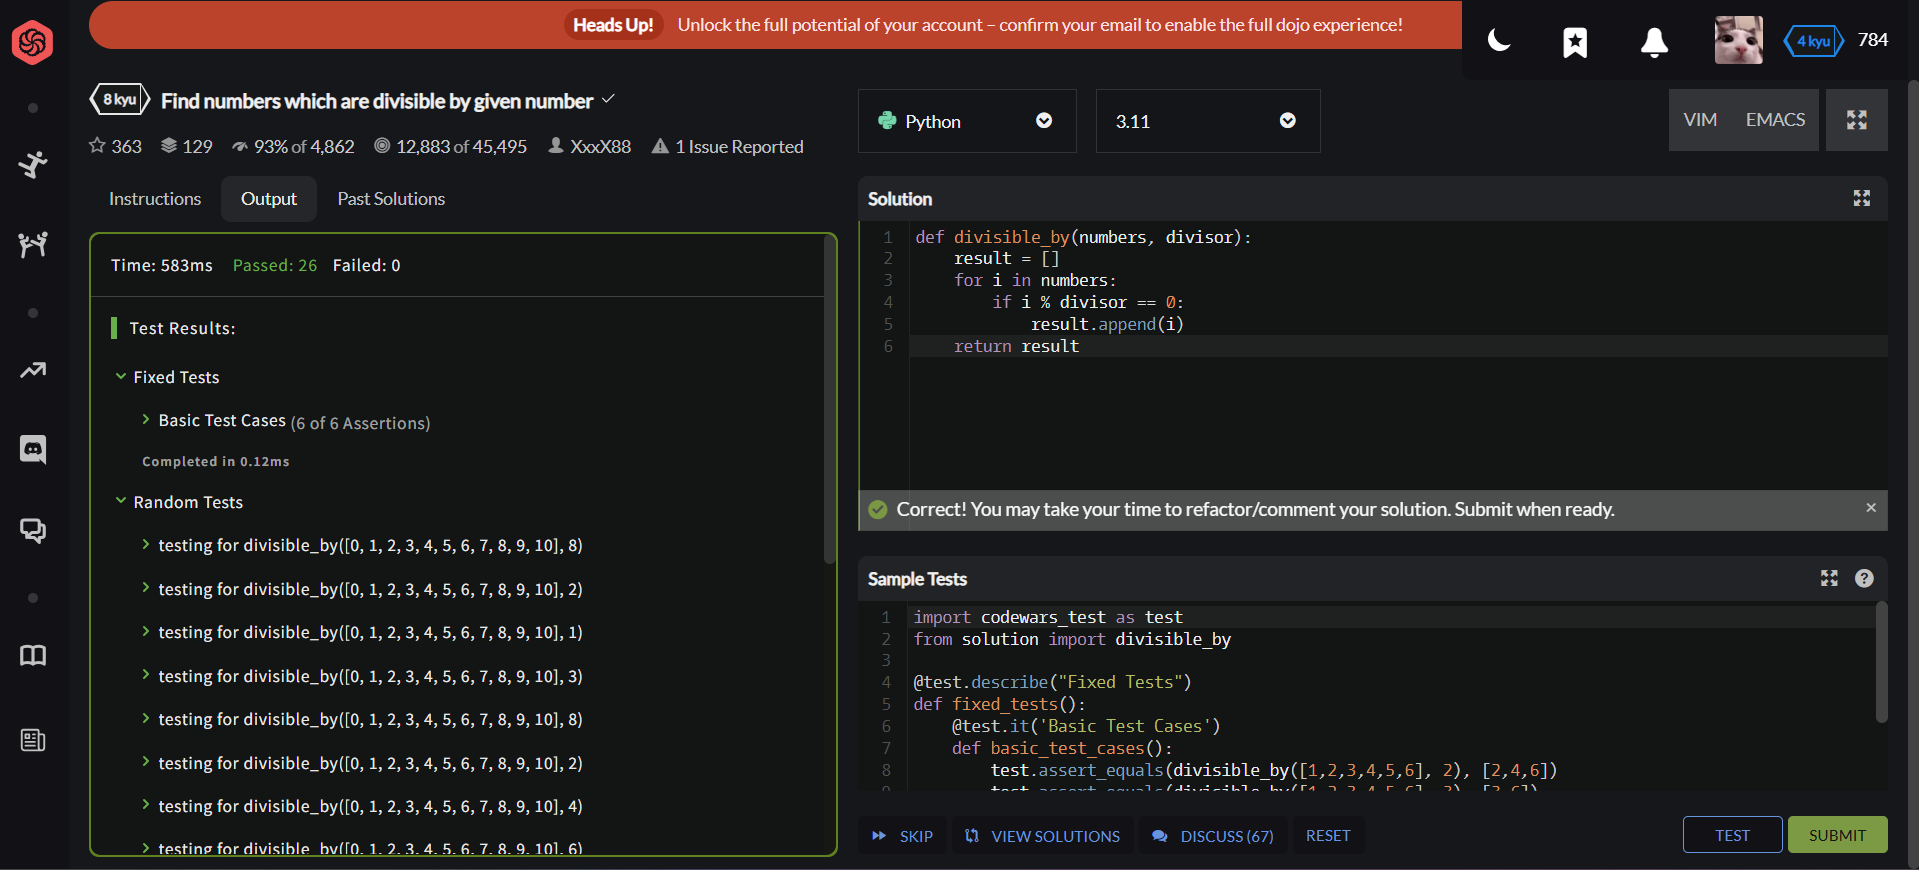 Heads Up! Unlock the full potential of your account – confirm your email to enable the full dojo experience!
4 kyu 784
8 kyu Find numbers which are divisible by given number
363 129 93% of 4,862 12,883 of 45,495 XxxX88 1 Issue Reported
Instructions Output Past Solutions
Time: 583ms Passed: 26 Failed: 0
Test Results:
Fixed Tests
Basic Test Cases (6 of 6 Assertions)
Completed in 0.12ms
Random Tests
testing for divisible_by([0, 1, 2, 3, 4, 5, 6, 7, 8, 9, 10], 8)
testing for divisible_by([0, 1, 2, 3, 4, 5, 6, 7, 8, 9, 10], 2)
testing for divisible_by([0, 1, 2, 3, 4, 5, 6, 7, 8, 9, 10], 1)
testing for divisible_by([0, 1, 2, 3, 4, 5, 6, 7, 8, 9, 10], 3)
testing for divisible_by([0, 1, 2, 3, 4, 5, 6, 7, 8, 9, 10], 8)
testing for divisible_by([0, 1, 2, 3, 4, 5, 6, 7, 8, 9, 10], 2)
testing for divisible_by([0, 1, 2, 3, 4, 5, 6, 7, 8, 9, 10], 4)
testing for divisible_by([0, 1, 2, 3, 4, 5, 6, 7, 8, 9, 10], 6)
Python 3.11 VIM EMACS
Solution
1 def divisible_by(numbers, divisor):
2     result = []
3     for i in numbers:
4         if i % divisor == 0:
5             result.append(i)
6     return result
Correct! You may take your time to refactor/comment your solution. Submit when ready.
Sample Tests
1 import codewars_test as test
2 from solution import divisible_by
3
4 @test.describe("Fixed Tests")
5 def fixed_tests():
6     @test.it('Basic Test Cases')
7     def basic_test_cases():
8         test.assert_equals(divisible_by([1,2,3,4,5,6], 2), [2,4,6])
9         test.assert_equals(divisible_by([1,2,3,4,5,6], 3), [3,6])
SKIP VIEW SOLUTIONS DISCUSS (67) RESET TEST SUBMIT